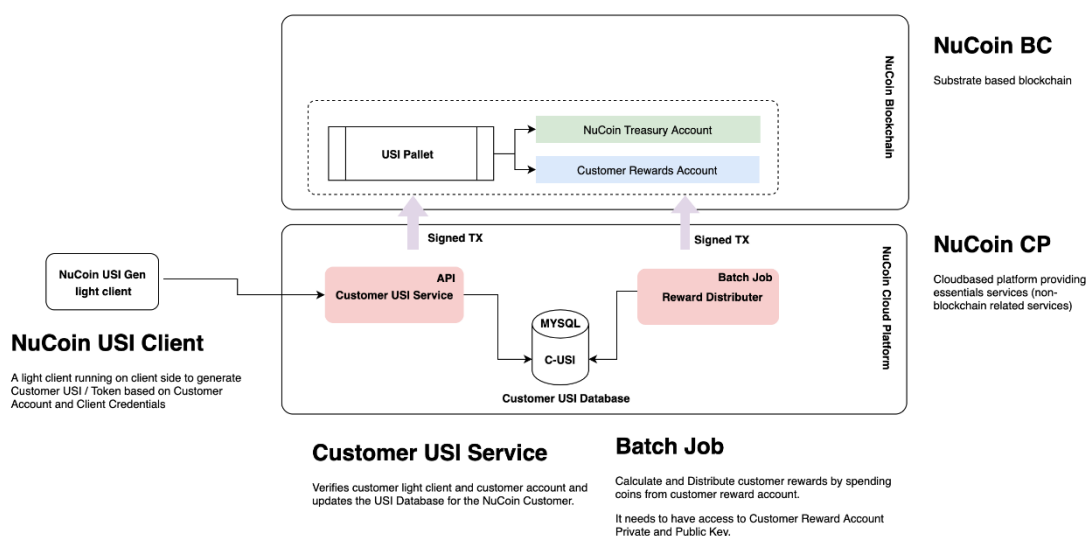 NuCoin BC
Substrate based blockchain
NuCoin Blockchain
USI Pallet
NuCoin Treasury Account
Customer Rewards Account
Signed TX
Signed TX
NuCoin CP
Cloudbased platform providing
essentials services (non-
blockchain related services)
NuCoin Cloud Platform
NuCoin USI Gen
light client
API
Customer USI Service
Batch Job
Reward Distributer
MYSQL
C-USI
Customer USI Database
NuCoin USI Client
A light client running on client side to generate
Customer USI / Token based on Customer
Account and Client Credentials
Customer USI Service
Verifies customer light client and customer account and
updates the USI Database for the NuCoin Customer.
Batch Job
Calculate and Distribute customer rewards by spending
coins from customer reward account.
It needs to have access to Customer Reward Account
Private and Public Key.